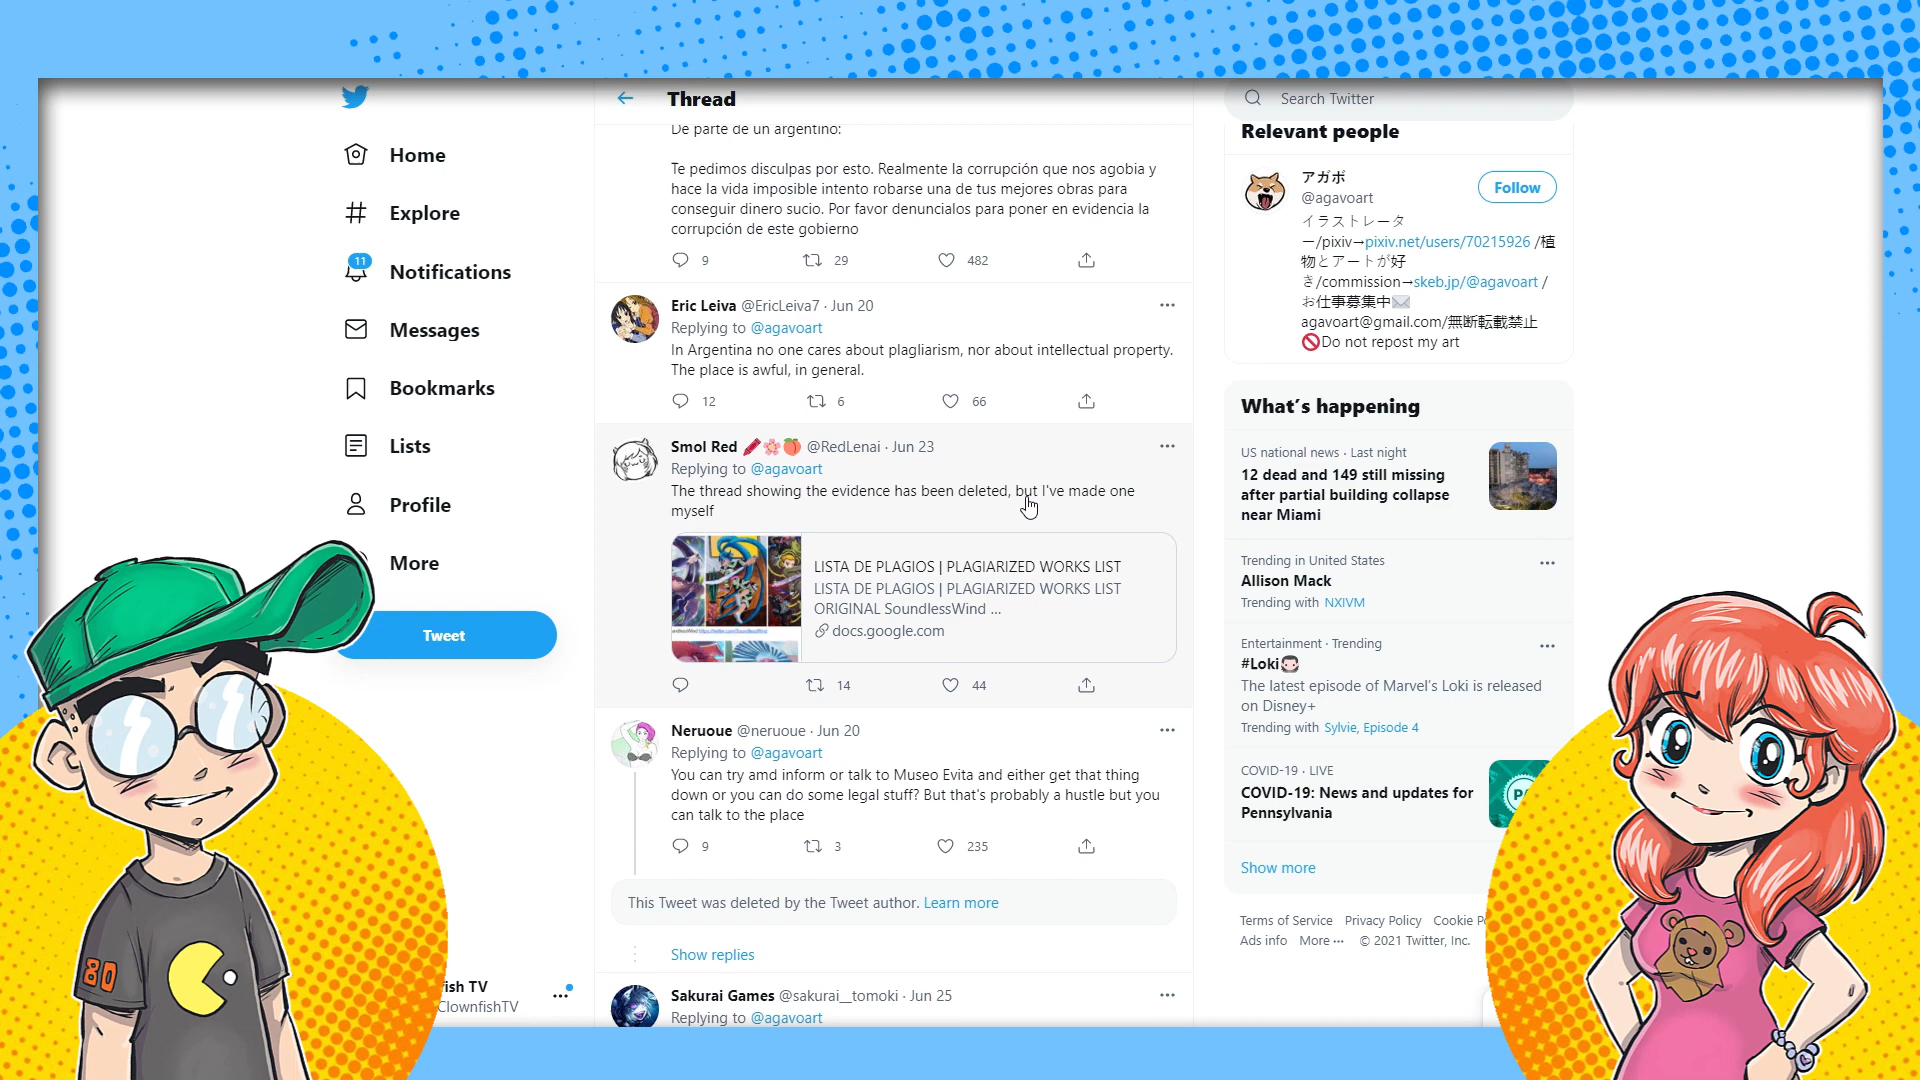 Home
Explore
11
Notifications
Messages
Bookmarks
Lists
Profile
More
Tweet
fish TV
ClownfishTV
80
Thread
De parte de un argentino:
Te pedimos disculpas por esto. Realmente la corrupción que nos agobia y
hace la vida imposible intento robarse una de tus mejores obras para
conseguir dinero sucio. Por favor denuncialos para poner en evidencia la
corrupción de este gobierno
9 29 482
Eric Leiva @EricLeiva7 · Jun 20
Replying to @agavoart
In Argentina no one cares about plagliarism, nor about intellectual property.
The place is awful, in general.
12 6 66
Smol Red @RedLenai · Jun 23
Replying to @agavoart
The thread showing the evidence has been deleted, but I've made one
myself
LISTA DE PLAGIOS | PLAGIARIZED WORKS LIST
LISTA DE PLAGIOS | PLAGIARIZED WORKS LIST
ORIGINAL SoundlessWind ...
docs.google.com
14 44
Neruoue @neruoue · Jun 20
Replying to @agavoart
You can try amd inform or talk to Museo Evita and either get that thing
down or you can do some legal stuff? But that's probably a hustle but you
can talk to the place
9 3 235
This Tweet was deleted by the Tweet author. Learn more
Show replies
Sakurai Games @sakurai__tomoki · Jun 25
Replying to @agavoart
Search Twitter
Relevant people
アガボ
@agavoart
Follow
イラストレータ
ー/pixiv→pixiv.net/users/70215926 /植
物とアートが好
き/commission→skeb.jp/@agavoart /
お仕事募集中✉
agavoart@gmail.com/無断転載禁止
🚫Do not repost my art
What's happening
US national news · Last night
12 dead and 149 still missing
after partial building collapse
near Miami
Trending in United States
Allison Mack
Trending with NXIVM
Entertainment · Trending
#Loki
The latest episode of Marvel's Loki is released
on Disney+
Trending with Sylvie, Episode 4
COVID-19 · LIVE
COVID-19: News and updates for
Pennsylvania
Show more
Terms of Service Privacy Policy Cookie
Ads info More ··· © 2021 Twitter, Inc.